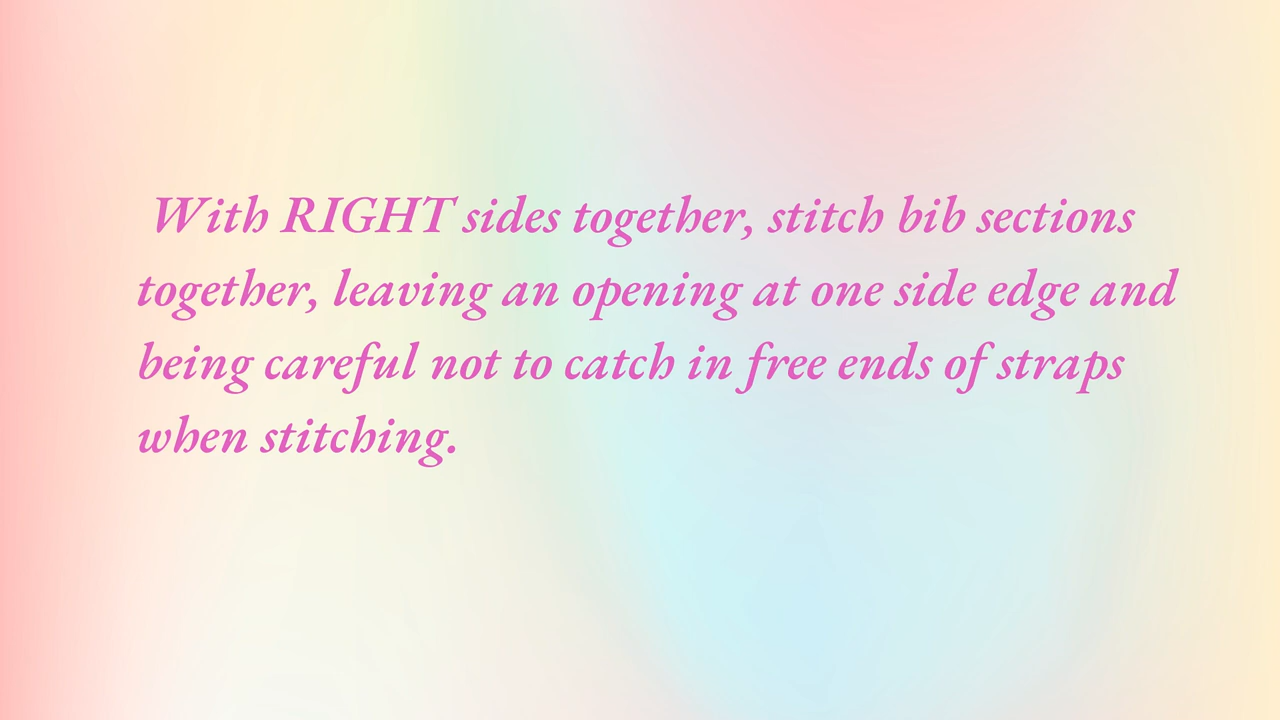 With RIGHT sides together, stitch bib sections
together, leaving an opening at one side edge and
being careful not to catch in free ends of straps
when stitching.